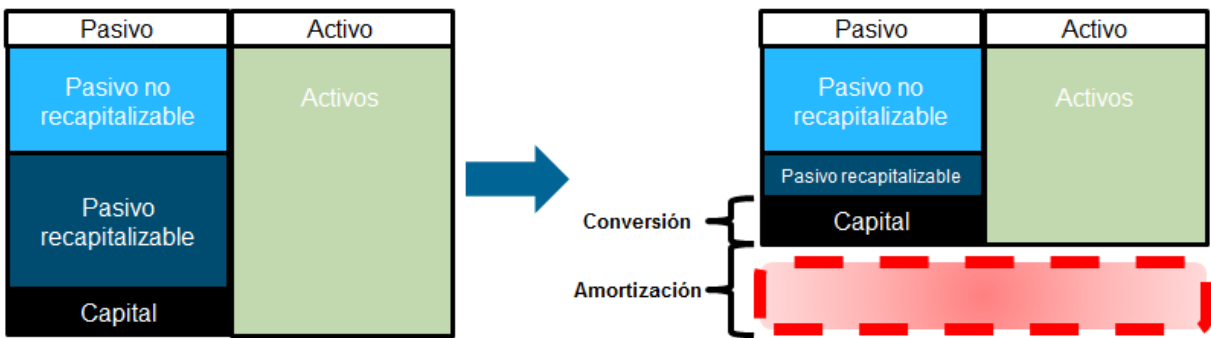 Pasivo
Activo
Pasivo no
recapitalizable
Activos
Pasivo
recapitalizable
Capital
Pasivo
Activo
Pasivo no
recapitalizable
Activos
Pasivo recapitalizable
Conversión
Capital
Amortización